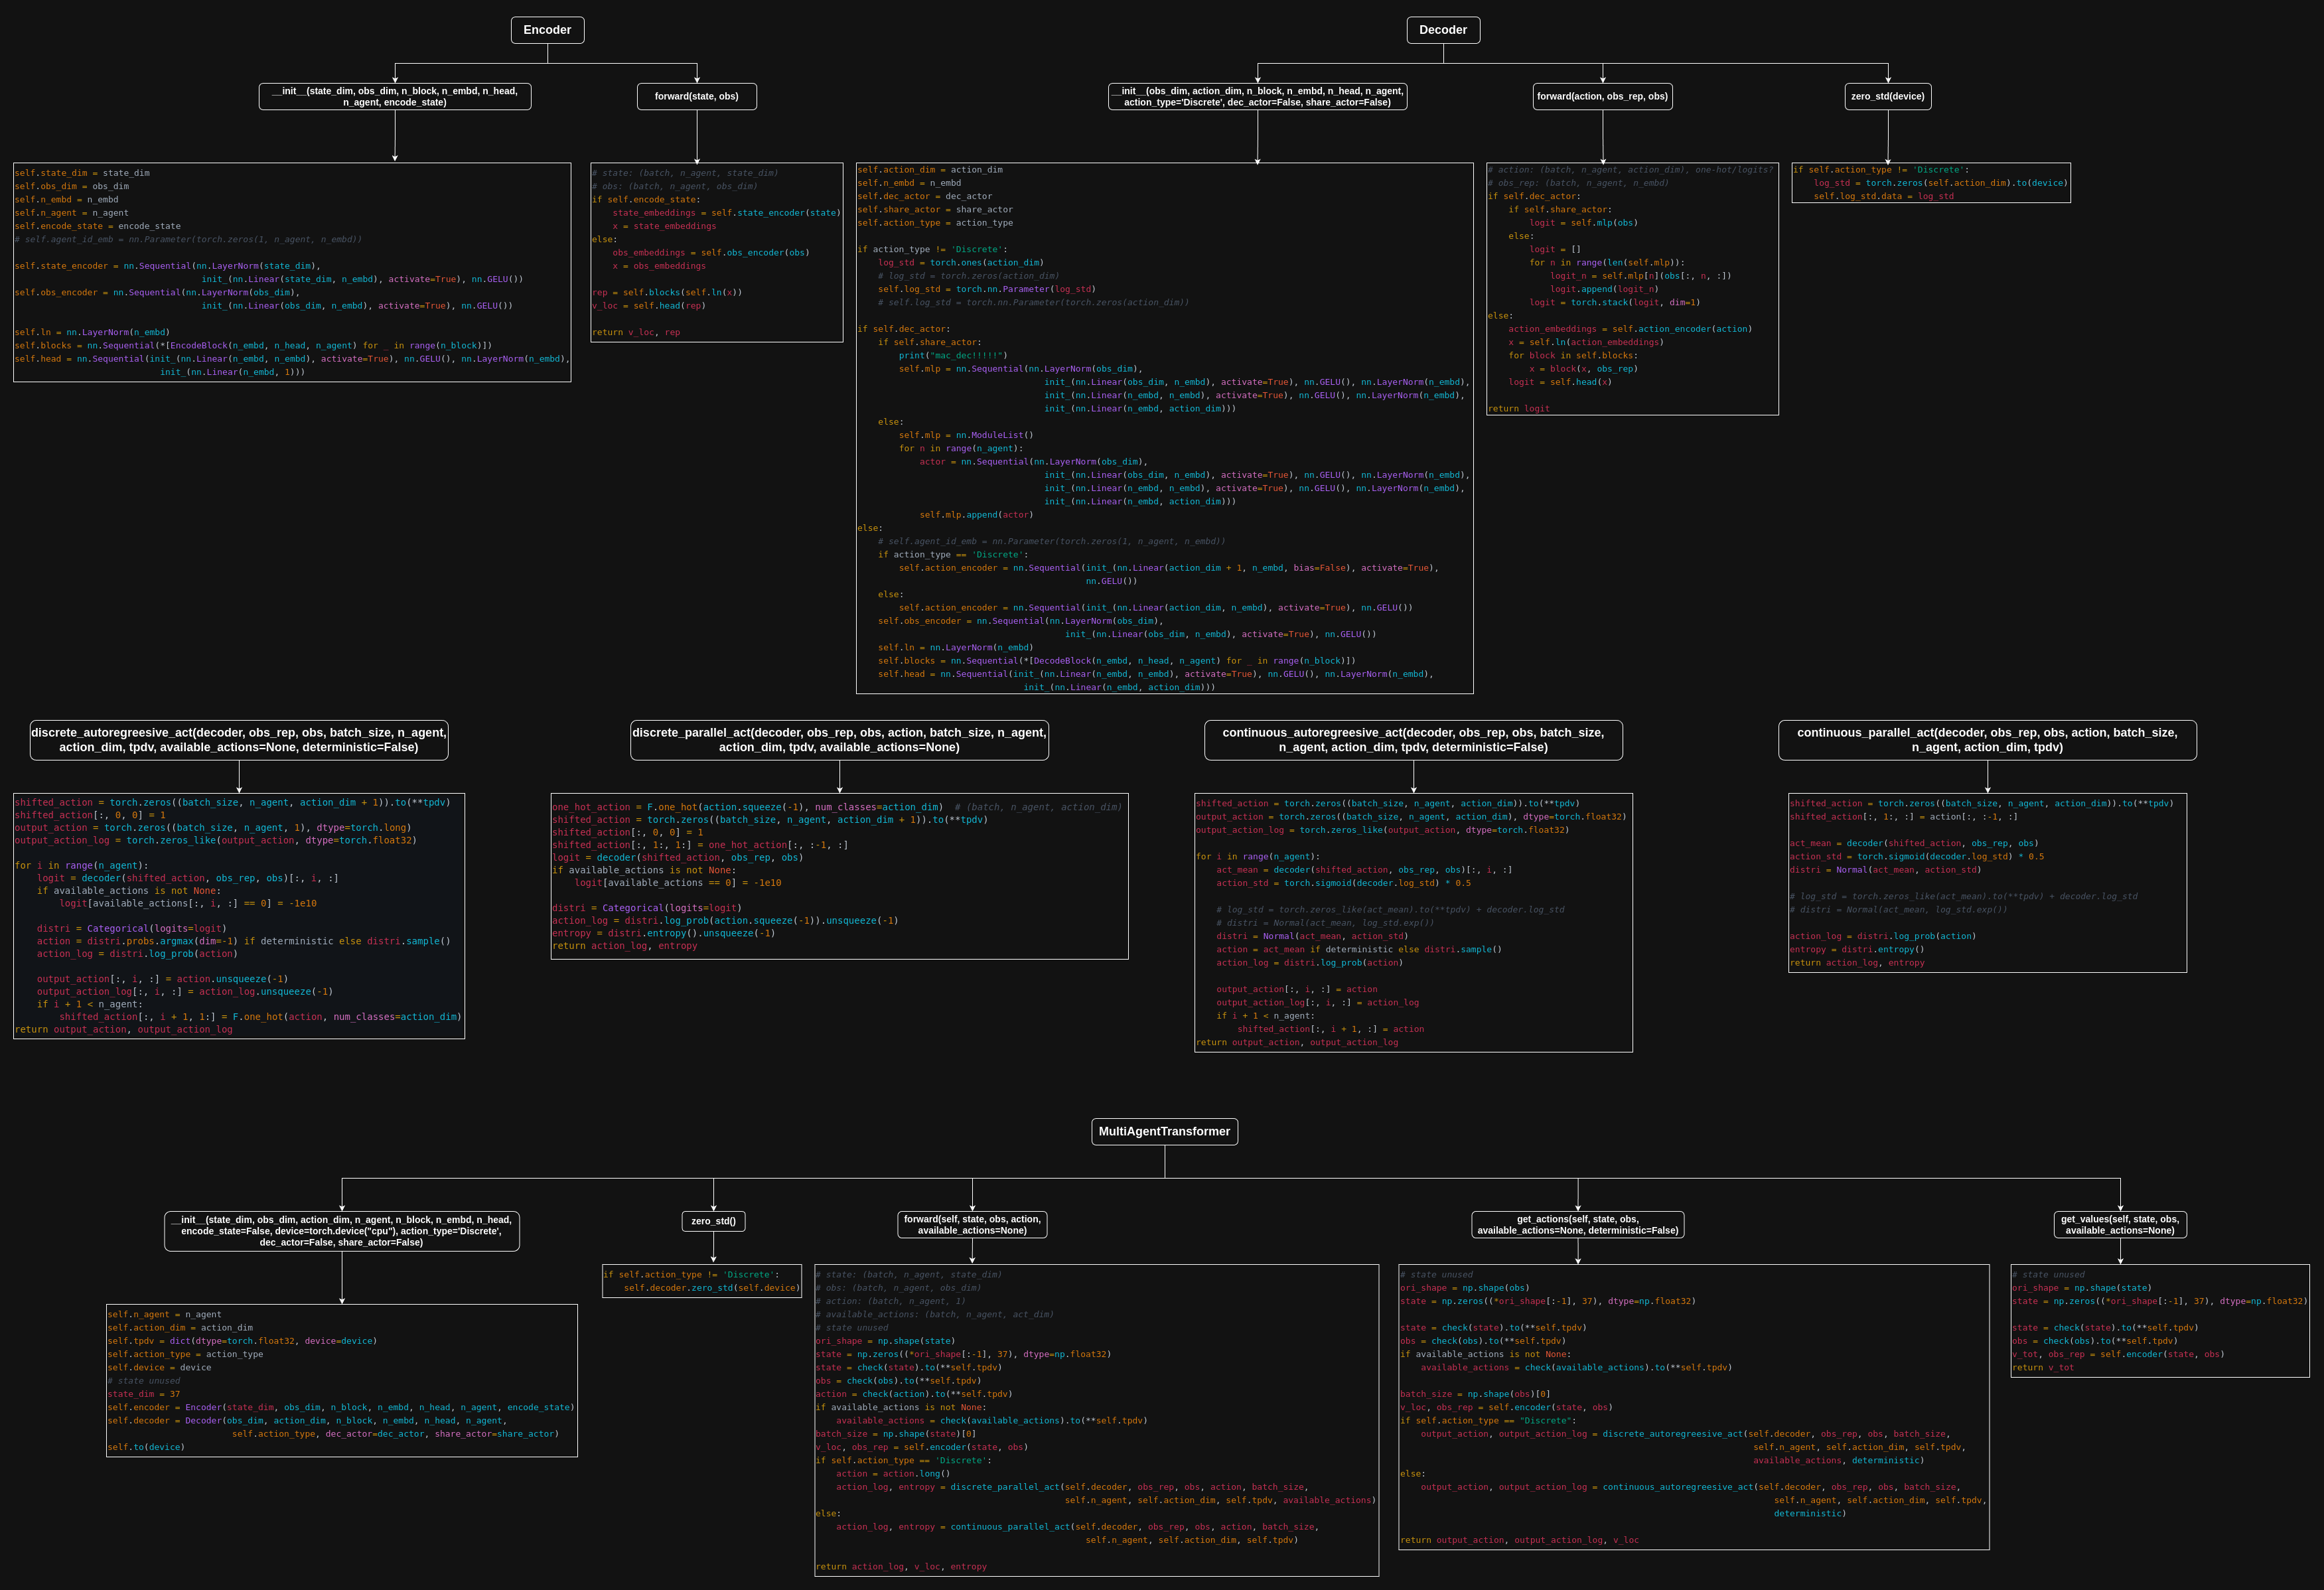 Encoder
__init__(state_dim, obs_dim, n_block, n_embd, n_head,
n_agent, encode_state)
self.state_dim = state_dim
self.obs_dim = obs_dim
self.n_embd = n_embd
self.n_agent = n_agent
self.encode_state = encode_state
# self.agent_id_emb = nn.Parameter(torch.zeros(1, n_agent, n_embd))
self.state_encoder = nn.Sequential(nn.LayerNorm(state_dim),
init_(nn.Linear(state_dim, n_embd), activate=True), nn.GELU())
self.obs_encoder = nn.Sequential(nn.LayerNorm(obs_dim),
init_(nn.Linear(obs_dim, n_embd), activate=True), nn.GELU())
self.ln = nn.LayerNorm(n_embd)
self.blocks = nn.Sequential(*[EncodeBlock(n_embd, n_head, n_agent) for _ in range(n_block)])
self.head = nn.Sequential(init_(nn.Linear(n_embd, n_embd), activate=True), nn.GELU(), nn.LayerNorm(n_embd),
init_(nn.Linear(n_embd, 1)))
forward(state, obs)
# state: (batch, n_agent, state_dim)
# obs: (batch, n_agent, obs_dim)
if self.encode_state:
state_embeddings = self.state_encoder(state)
x = state_embeddings
else:
obs_embeddings = self.obs_encoder(obs)
x = obs_embeddings
rep = self.blocks(self.ln(x))
v_loc = self.head(rep)
return v_loc, rep
Decoder
__init__(obs_dim, action_dim, n_block, n_embd, n_head, n_agent,
action_type='Discrete', dec_actor=False, share_actor=False)
self.action_dim = action_dim
self.n_embd = n_embd
self.dec_actor = dec_actor
self.share_actor = share_actor
self.action_type = action_type
if action_type != 'Discrete':
log_std = torch.ones(action_dim)
# log_std = torch.zeros(action_dim)
self.log_std = torch.nn.Parameter(log_std)
# self.log_std = torch.nn.Parameter(torch.zeros(action_dim))
if self.dec_actor:
if self.share_actor:
print("mac_dec!!!!!")
self.mlp = nn.Sequential(nn.LayerNorm(obs_dim),
init_(nn.Linear(obs_dim, n_embd), activate=True), nn.GELU(), nn.LayerNorm(n_embd),
init_(nn.Linear(n_embd, n_embd), activate=True), nn.GELU(), nn.LayerNorm(n_embd),
init_(nn.Linear(n_embd, action_dim)))
else:
self.mlp = nn.ModuleList()
for n in range(n_agent):
actor = nn.Sequential(nn.LayerNorm(obs_dim),
init_(nn.Linear(obs_dim, n_embd), activate=True), nn.GELU(), nn.LayerNorm(n_embd),
init_(nn.Linear(n_embd, n_embd), activate=True), nn.GELU(), nn.LayerNorm(n_embd),
init_(nn.Linear(n_embd, action_dim)))
self.mlp.append(actor)
else:
# self.agent_id_emb = nn.Parameter(torch.zeros(1, n_agent, n_embd))
if action_type == 'Discrete':
self.action_encoder = nn.Sequential(init_(nn.Linear(action_dim + 1, n_embd, bias=False), activate=True),
nn.GELU())
else:
self.action_encoder = nn.Sequential(init_(nn.Linear(action_dim, n_embd), activate=True), nn.GELU())
self.obs_encoder = nn.Sequential(nn.LayerNorm(obs_dim),
init_(nn.Linear(obs_dim, n_embd), activate=True), nn.GELU())
self.ln = nn.LayerNorm(n_embd)
self.blocks = nn.Sequential(*[DecodeBlock(n_embd, n_head, n_agent) for _ in range(n_block)])
self.head = nn.Sequential(init_(nn.Linear(n_embd, n_embd), activate=True), nn.GELU(), nn.LayerNorm(n_embd),
init_(nn.Linear(n_embd, action_dim)))
forward(action, obs_rep, obs)
# action: (batch, n_agent, action_dim), one-hot/logits?
# obs_rep: (batch, n_agent, n_embd)
if self.dec_actor:
if self.share_actor:
logit = self.mlp(obs)
else:
logit = []
for n in range(len(self.mlp)):
logit_n = self.mlp[n](obs[:, n, :])
logit.append(logit_n)
logit = torch.stack(logit, dim=1)
else:
action_embeddings = self.action_encoder(action)
x = self.ln(action_embeddings)
for block in self.blocks:
x = block(x, obs_rep)
logit = self.head(x)
return logit
zero_std(device)
if self.action_type != 'Discrete':
log_std = torch.zeros(self.action_dim).to(device)
self.log_std.data = log_std
discrete_autoregreesive_act(decoder, obs_rep, obs, batch_size, n_agent,
action_dim, tpdv, available_actions=None, deterministic=False)
shifted_action = torch.zeros((batch_size, n_agent, action_dim + 1)).to(**tpdv)
shifted_action[:, 0, 0] = 1
output_action = torch.zeros((batch_size, n_agent, 1), dtype=torch.long)
output_action_log = torch.zeros_like(output_action, dtype=torch.float32)
for i in range(n_agent):
logit = decoder(shifted_action, obs_rep, obs)[:, i, :]
if available_actions is not None:
logit[available_actions[:, i, :] == 0] = -1e10
distri = Categorical(logits=logit)
action = distri.probs.argmax(dim=-1) if deterministic else distri.sample()
action_log = distri.log_prob(action)
output_action[:, i, :] = action.unsqueeze(-1)
output_action_log[:, i, :] = action_log.unsqueeze(-1)
if i + 1 < n_agent:
shifted_action[:, i + 1, 1:] = F.one_hot(action, num_classes=action_dim)
return output_action, output_action_log
discrete_parallel_act(decoder, obs_rep, obs, action, batch_size, n_agent,
action_dim, tpdv, available_actions=None)
one_hot_action = F.one_hot(action.squeeze(-1), num_classes=action_dim)  # (batch, n_agent, action_dim)
shifted_action = torch.zeros((batch_size, n_agent, action_dim + 1)).to(**tpdv)
shifted_action[:, 0, 0] = 1
shifted_action[:, 1:, 1:] = one_hot_action[:, :-1, :]
logit = decoder(shifted_action, obs_rep, obs)
if available_actions is not None:
logit[available_actions == 0] = -1e10
distri = Categorical(logits=logit)
action_log = distri.log_prob(action.squeeze(-1)).unsqueeze(-1)
entropy = distri.entropy().unsqueeze(-1)
return action_log, entropy
continuous_autoregreesive_act(decoder, obs_rep, obs, batch_size,
n_agent, action_dim, tpdv, deterministic=False)
shifted_action = torch.zeros((batch_size, n_agent, action_dim)).to(**tpdv)
output_action = torch.zeros((batch_size, n_agent, action_dim), dtype=torch.float32)
output_action_log = torch.zeros_like(output_action, dtype=torch.float32)
for i in range(n_agent):
act_mean = decoder(shifted_action, obs_rep, obs)[:, i, :]
action_std = torch.sigmoid(decoder.log_std) * 0.5
# log_std = torch.zeros_like(act_mean).to(**tpdv) + decoder.log_std
# distri = Normal(act_mean, log_std.exp())
distri = Normal(act_mean, action_std)
action = act_mean if deterministic else distri.sample()
action_log = distri.log_prob(action)
output_action[:, i, :] = action
output_action_log[:, i, :] = action_log
if i + 1 < n_agent:
shifted_action[:, i + 1, :] = action
return output_action, output_action_log
continuous_parallel_act(decoder, obs_rep, obs, action, batch_size,
n_agent, action_dim, tpdv)
shifted_action = torch.zeros((batch_size, n_agent, action_dim)).to(**tpdv)
shifted_action[:, 1:, :] = action[:, :-1, :]
act_mean = decoder(shifted_action, obs_rep, obs)
action_std = torch.sigmoid(decoder.log_std) * 0.5
distri = Normal(act_mean, action_std)
# log_std = torch.zeros_like(act_mean).to(**tpdv) + decoder.log_std
# distri = Normal(act_mean, log_std.exp())
action_log = distri.log_prob(action)
entropy = distri.entropy()
return action_log, entropy
MultiAgentTransformer
__init__(state_dim, obs_dim, action_dim, n_agent, n_block, n_embd, n_head,
encode_state=False, device=torch.device("cpu"), action_type='Discrete',
dec_actor=False, share_actor=False)
self.n_agent = n_agent
self.action_dim = action_dim
self.tpdv = dict(dtype=torch.float32, device=device)
self.action_type = action_type
self.device = device
# state unused
state_dim = 37
self.encoder = Encoder(state_dim, obs_dim, n_block, n_embd, n_head, n_agent, encode_state)
self.decoder = Decoder(obs_dim, action_dim, n_block, n_embd, n_head, n_agent,
self.action_type, dec_actor=dec_actor, share_actor=share_actor)
self.to(device)
zero_std()
if self.action_type != 'Discrete':
self.decoder.zero_std(self.device)
forward(self, state, obs, action,
available_actions=None)
# state: (batch, n_agent, state_dim)
# obs: (batch, n_agent, obs_dim)
# action: (batch, n_agent, 1)
# available_actions: (batch, n_agent, act_dim)
# state unused
ori_shape = np.shape(state)
state = np.zeros((*ori_shape[:-1], 37), dtype=np.float32)
state = check(state).to(**self.tpdv)
obs = check(obs).to(**self.tpdv)
action = check(action).to(**self.tpdv)
if available_actions is not None:
available_actions = check(available_actions).to(**self.tpdv)
batch_size = np.shape(state)[0]
v_loc, obs_rep = self.encoder(state, obs)
if self.action_type == 'Discrete':
action = action.long()
action_log, entropy = discrete_parallel_act(self.decoder, obs_rep, obs, action, batch_size,
self.n_agent, self.action_dim, self.tpdv, available_actions)
else:
action_log, entropy = continuous_parallel_act(self.decoder, obs_rep, obs, action, batch_size,
self.n_agent, self.action_dim, self.tpdv)
return action_log, v_loc, entropy
get_actions(self, state, obs,
available_actions=None, deterministic=False)
# state unused
ori_shape = np.shape(obs)
state = np.zeros((*ori_shape[:-1], 37), dtype=np.float32)
state = check(state).to(**self.tpdv)
obs = check(obs).to(**self.tpdv)
if available_actions is not None:
available_actions = check(available_actions).to(**self.tpdv)
batch_size = np.shape(obs)[0]
v_loc, obs_rep = self.encoder(state, obs)
if self.action_type == "Discrete":
output_action, output_action_log = discrete_autoregreesive_act(self.decoder, obs_rep, obs, batch_size,
self.n_agent, self.action_dim, self.tpdv,
available_actions, deterministic)
else:
output_action, output_action_log = continuous_autoregreesive_act(self.decoder, obs_rep, obs, batch_size,
self.n_agent, self.action_dim, self.tpdv,
deterministic)
return output_action, output_action_log, v_loc
get_values(self, state, obs,
available_actions=None)
# state unused
ori_shape = np.shape(state)
state = np.zeros((*ori_shape[:-1], 37), dtype=np.float32)
state = check(state).to(**self.tpdv)
obs = check(obs).to(**self.tpdv)
v_tot, obs_rep = self.encoder(state, obs)
return v_tot